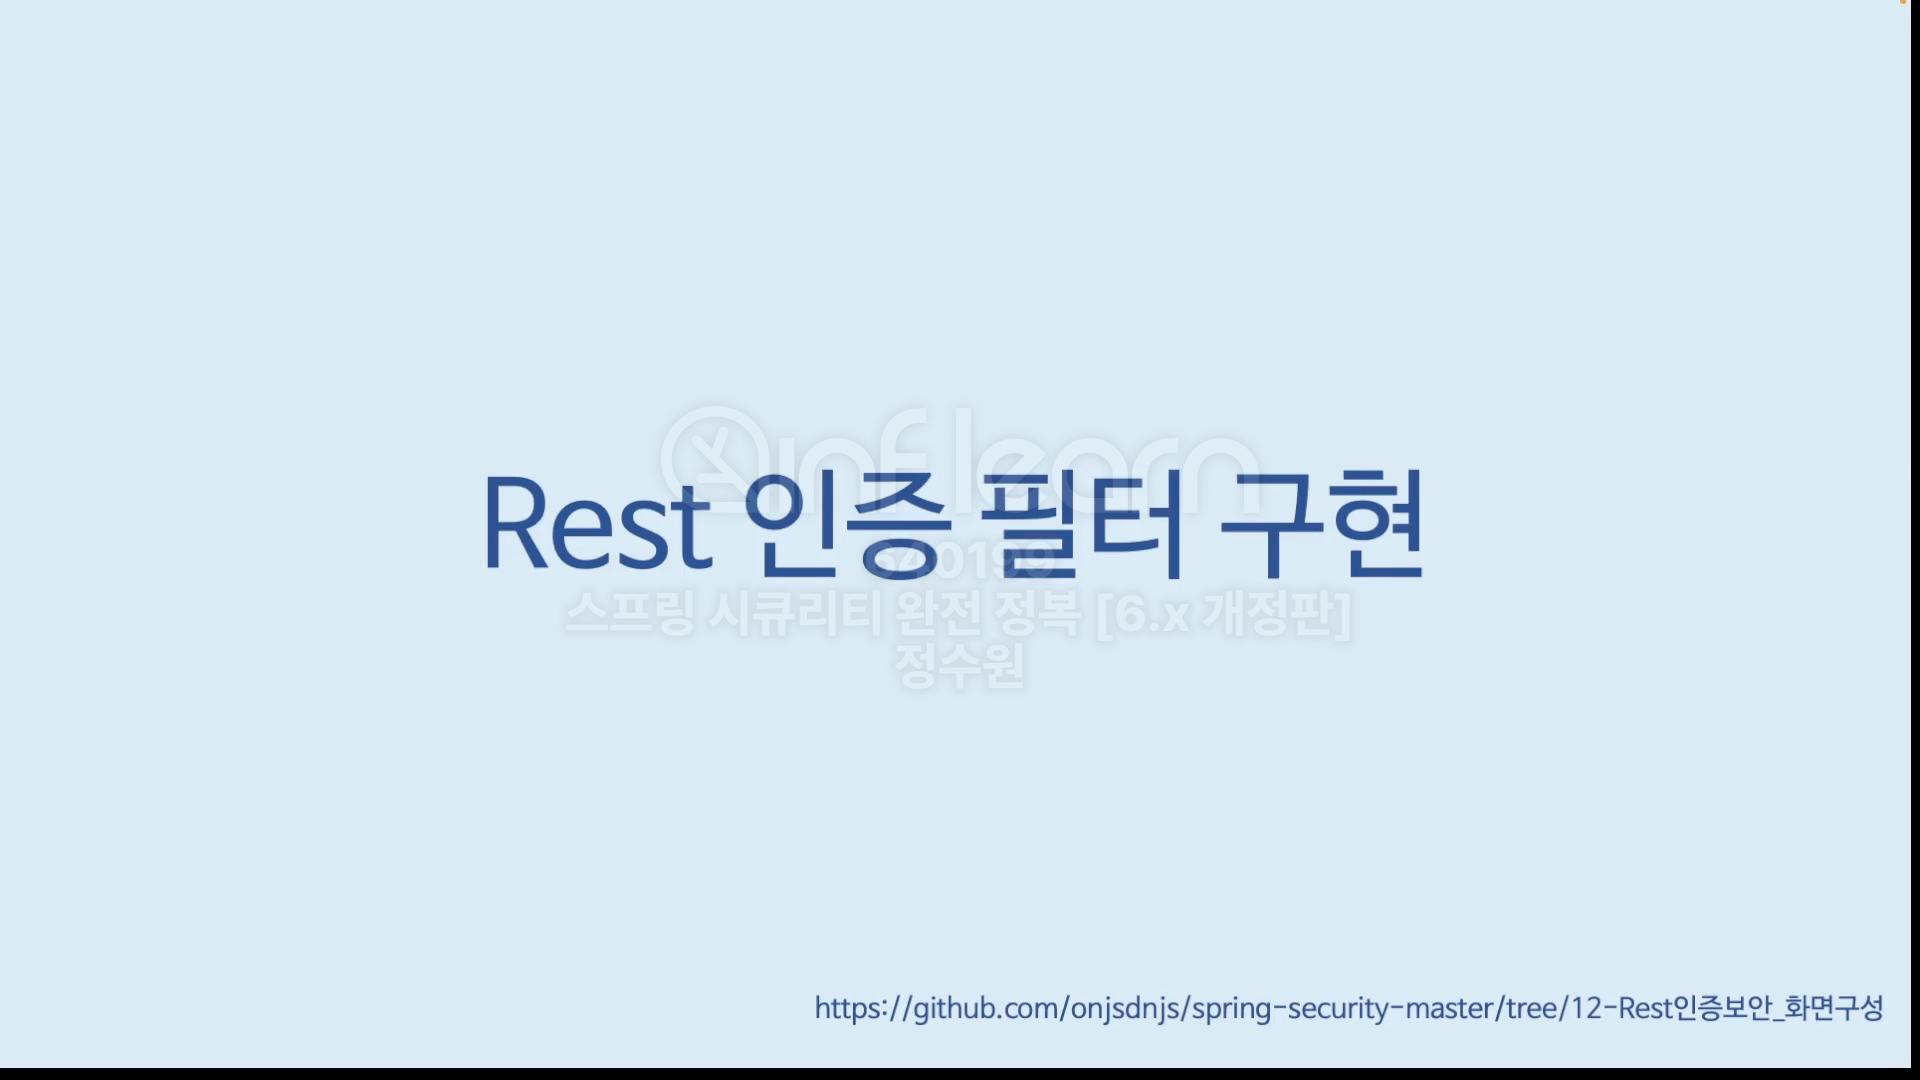 inflearn
Rest 인증 필터 구현
640199
스프링 시큐리티 완전 정복 [6.x 개정판]
정수원
https://github.com/onjsdnjs/spring-security-master/tree/12-Rest인증보안_화면구성